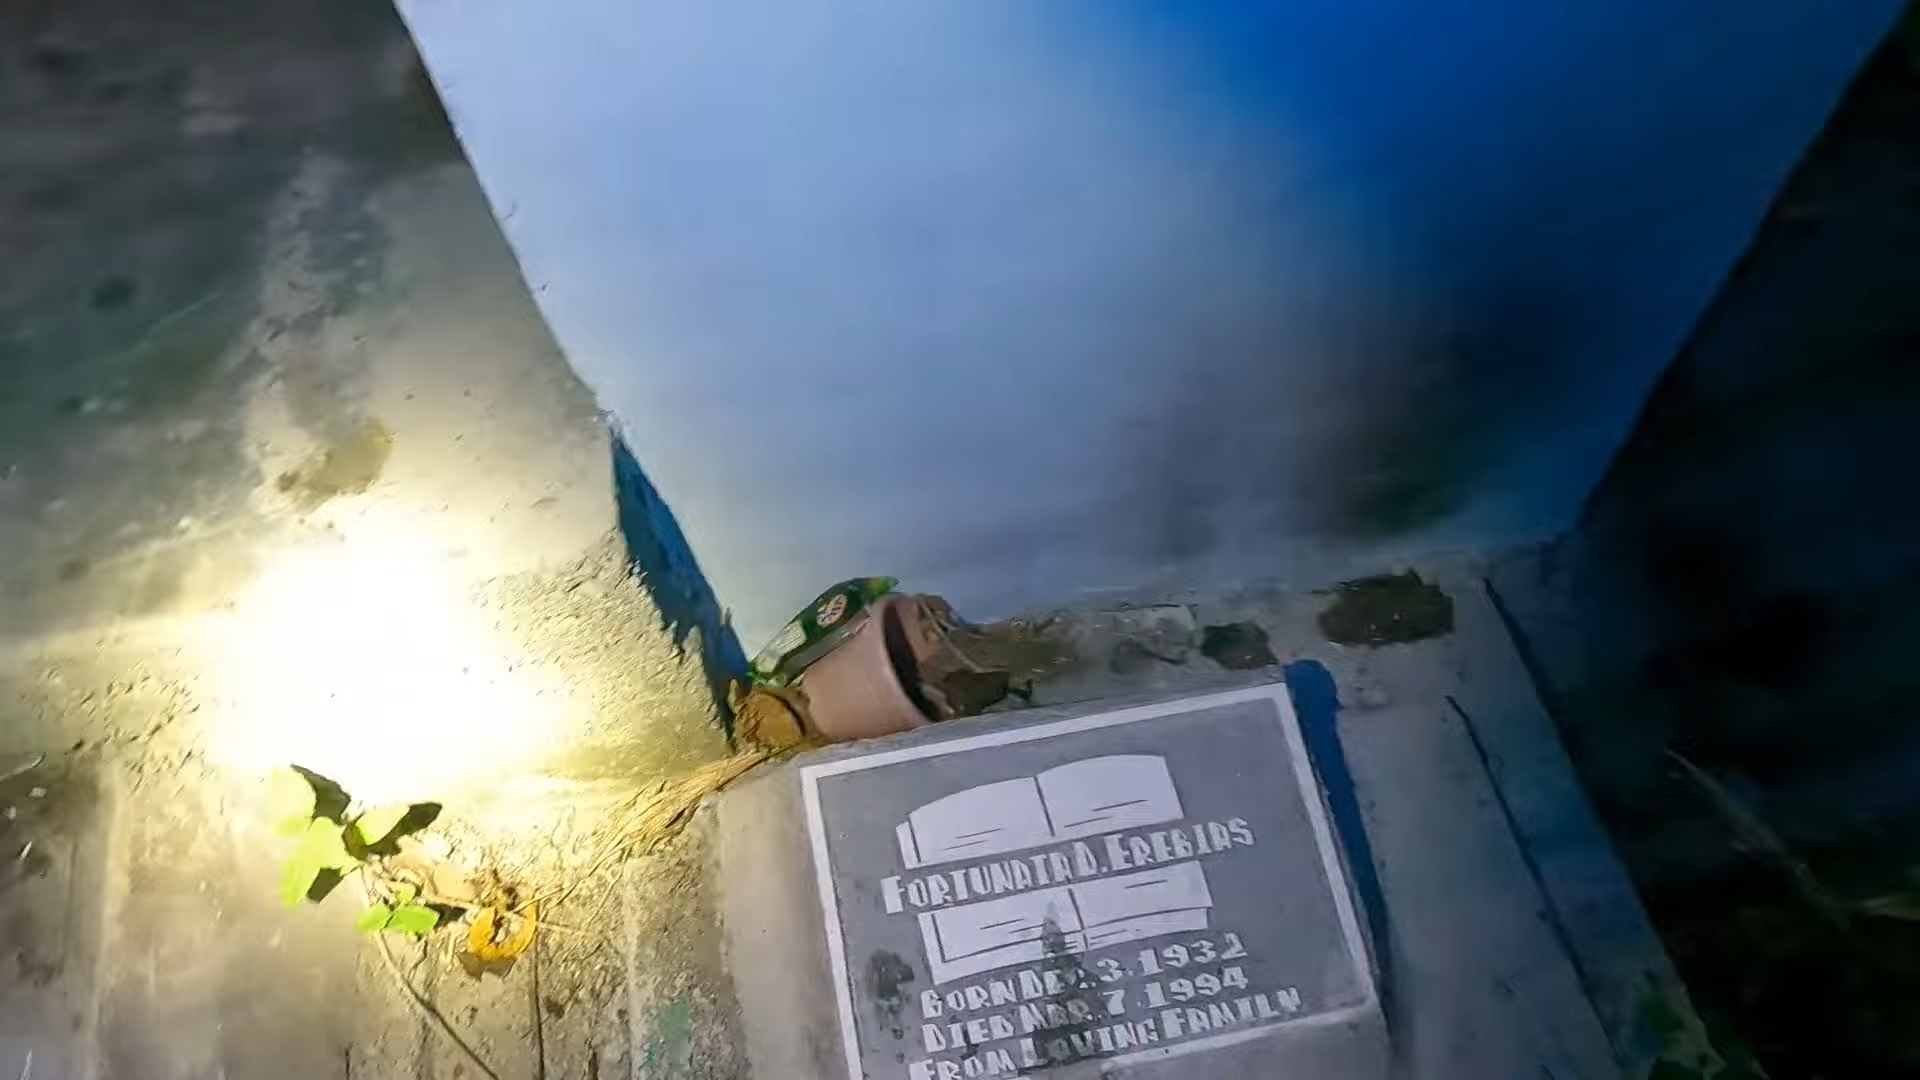 FORTUNATA D. EREBIAS
BORN DEC. 3. 1932
DIED MAR. 7. 1994
FROM LOVING FAMILY